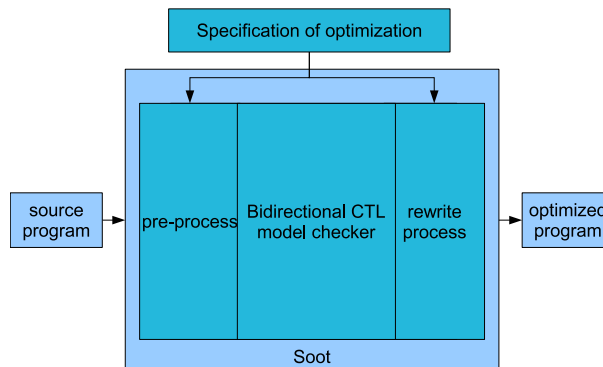 Specification of optimization
source
program
pre-process
Bidirectional CTL
model checker
rewrite
process
optimized
program
Soot